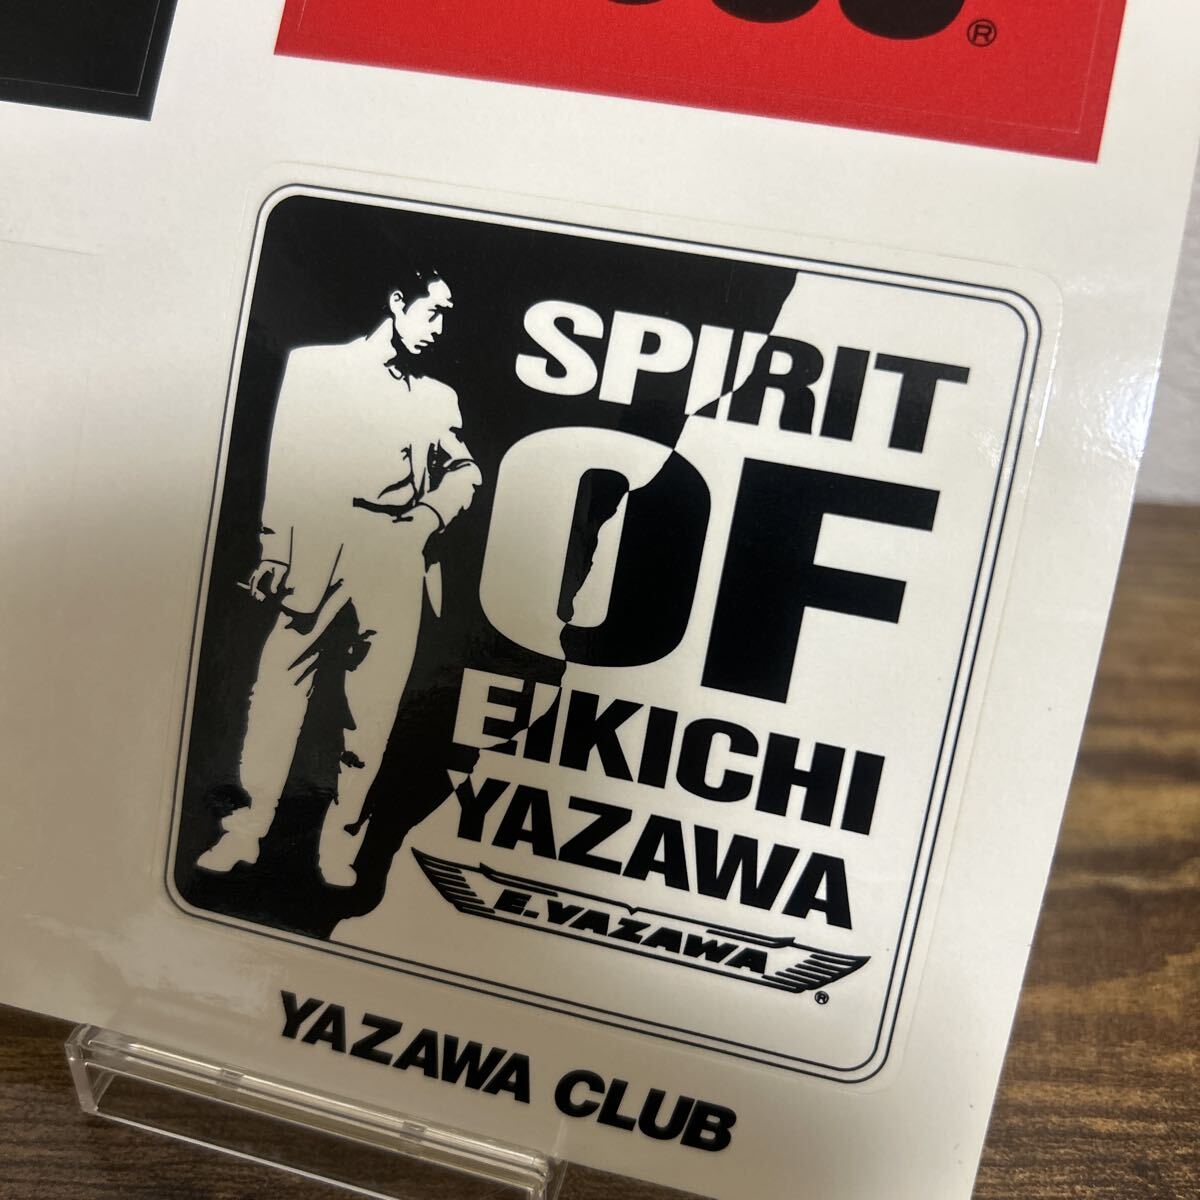 ®
SPIRIT
OF
EIKICHI
YAZAWA
E.YAZAWA
®
YAZAWA CLUB